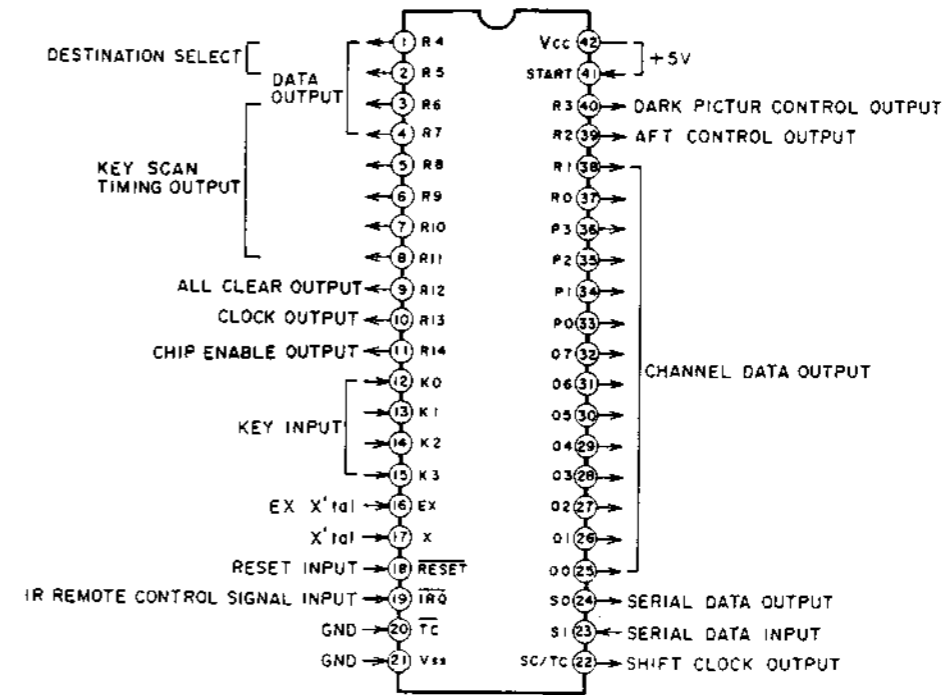 DESTINATION SELECT
DATA OUTPUT
KEY SCAN
TIMING OUTPUT
ALL CLEAR OUTPUT
CLOCK OUTPUT
CHIP ENABLE OUTPUT
KEY INPUT
EX X'tal
X'tal
RESET INPUT
IR REMOTE CONTROL SIGNAL INPUT
GND
GND
1 R4
2 R5
3 R6
4 R7
5 R8
6 R9
7 R10
8 R11
9 R12
10 R13
11 R14
12 K0
13 K1
14 K2
15 K3
16 EX
17 X
18 RESET
19 IRQ
20 TC
21 Vss
Vcc 42
START 41
R3 40
R2 39
R1 38
R0 37
P3 36
P2 35
P1 34
P0 33
O7 32
O6 31
O5 30
O4 29
O3 28
O2 27
O1 26
O0 25
SO 24
SI 23
SC/TC 22
+5V
DARK PICTUR CONTROL OUTPUT
AFT CONTROL OUTPUT
CHANNEL DATA OUTPUT
SERIAL DATA OUTPUT
SERIAL DATA INPUT
SHIFT CLOCK OUTPUT